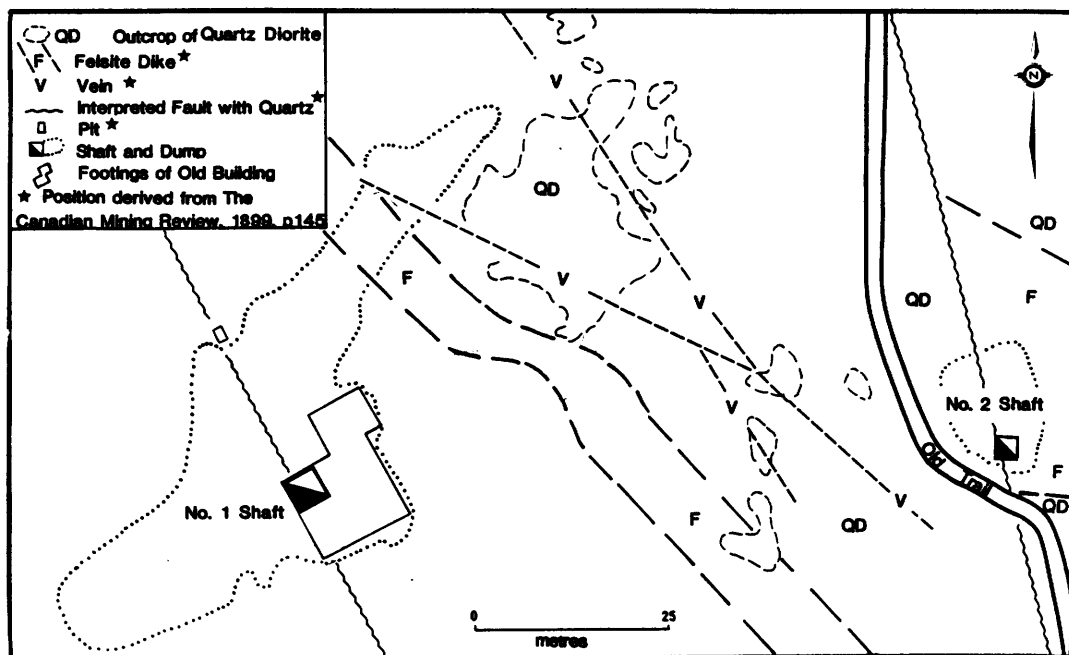 QD Outcrop of Quartz Diorite
F Felsite Dike ★
V Vein ★
Interpreted Fault with Quartz ★
Pit ★
Shaft and Dump
Footings of Old Building
★ Position derived from The
Canadian Mining Review, 1899, p145
N
V
QD
QD
F
V
V
QD
F
No. 2 Shaft
V
Old Trail
F
QD
V
No. 1 Shaft
F
QD
0 25
metres